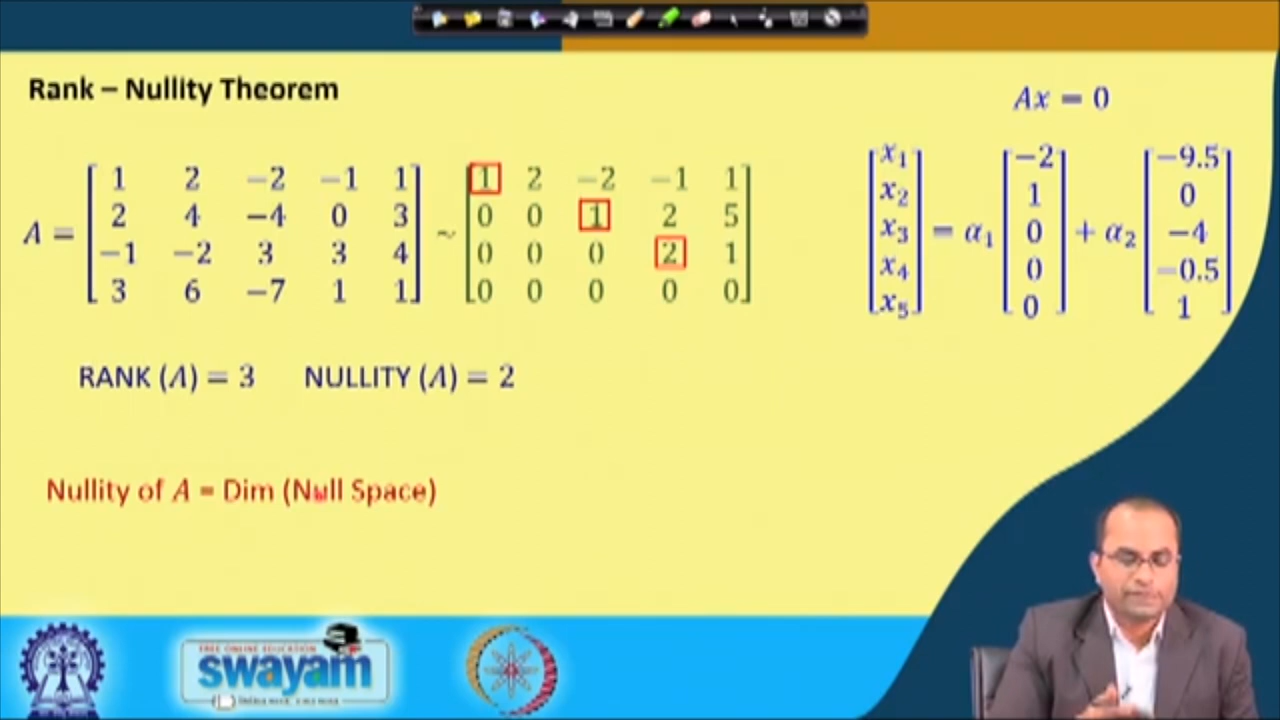 Rank – Nullity Theorem
Ax = 0
A = [1 2 −2 −1 1; 2 4 −4 0 3; −1 −2 3 3 4; 3 6 −7 1 1] ~ [1 2 −2 −1 1; 0 0 1 2 5; 0 0 0 2 1; 0 0 0 0 0]
[x₁; x₂; x₃; x₄; x₅] = α₁ [−2; 1; 0; 0; 0] + α₂ [−9.5; 0; −4; −0.5; 1]
RANK (A) = 3 NULLITY (A) = 2
Nullity of A = Dim (Null Space)
FREE ONLINE EDUCATION
swayam